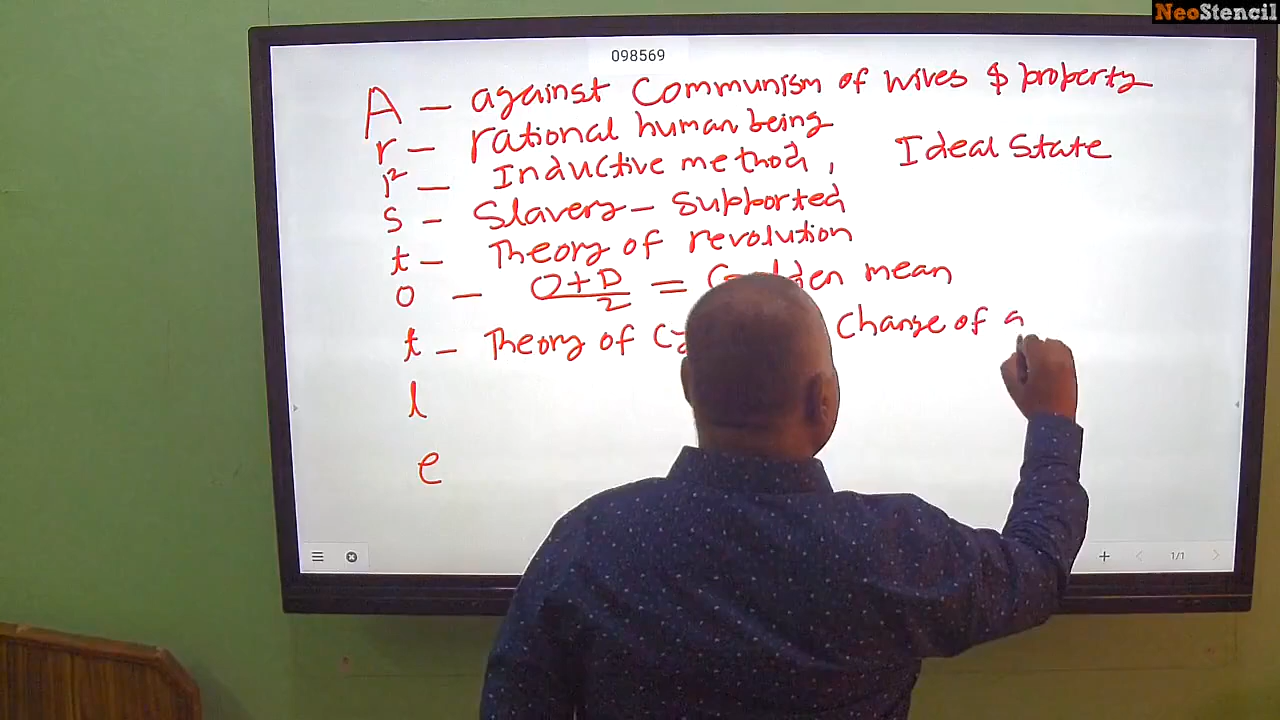 NeoStencil
098569
A - against Communism of wives & property
r - rational human being
i² - Inductive method, Ideal State
S - Slavery - Supported
t - Theory of revolution
O - O+D/2 = mean
t - Theory of Change of
l
e
1/1